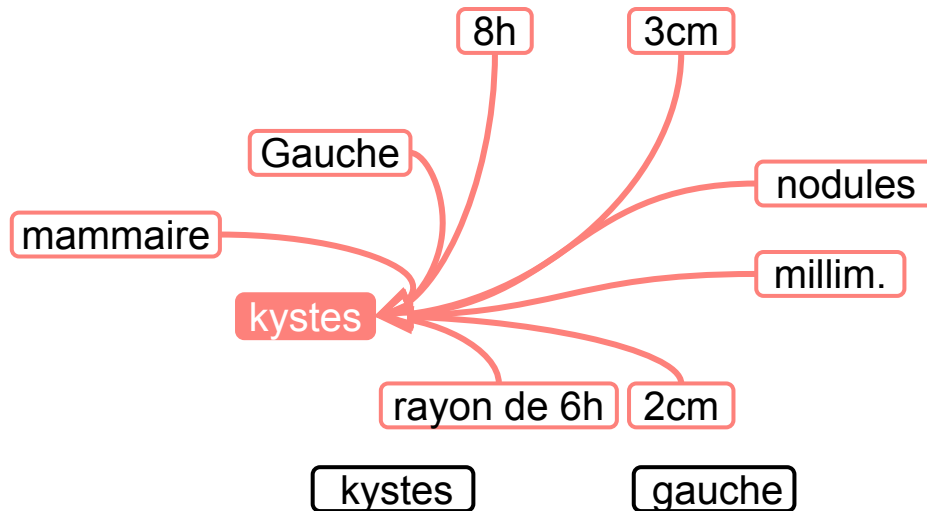 8h 3cm
Gauche
nodules
mammaire
millim.
kystes
rayon de 6h 2cm
kystes gauche